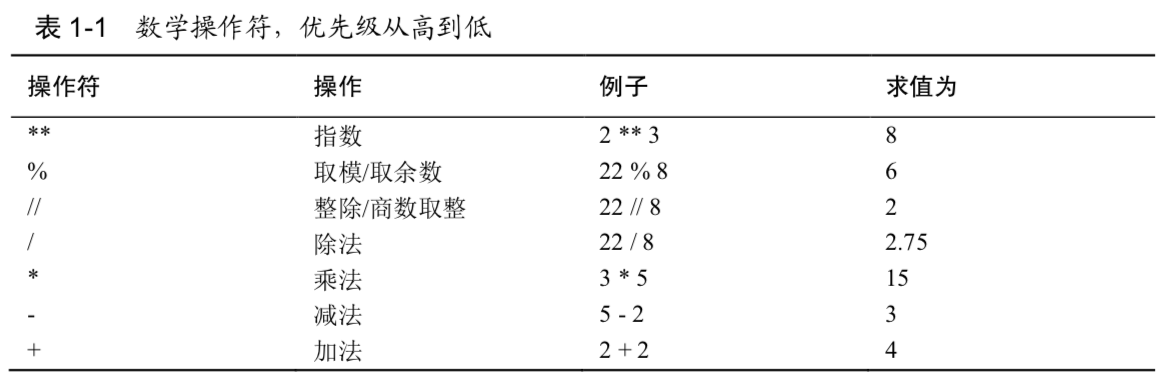 表 1-1 数学操作符，优先级从高到低
操作符 操作 例子 求值为
** 指数 2 ** 3 8
% 取模/取余数 22 % 8 6
// 整除/商数取整 22 // 8 2
/ 除法 22 / 8 2.75
* 乘法 3 * 5 15
- 减法 5 - 2 3
+ 加法 2 + 2 4